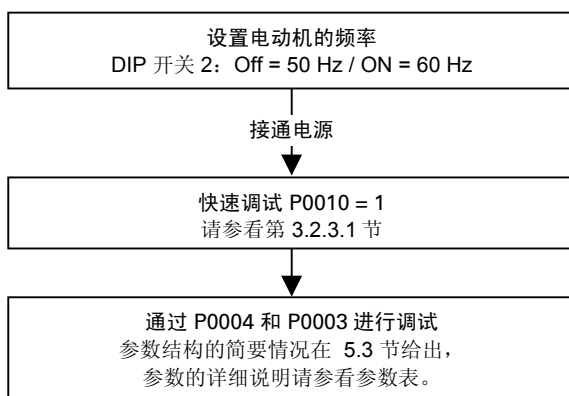 设置电动机的频率
DIP 开关 2：Off = 50 Hz / ON = 60 Hz
接通电源
快速调试 P0010 = 1
请参看第 3.2.3.1 节
通过 P0004 和 P0003 进行调试
参数结构的简要情况在 5.3 节给出，
参数的详细说明请参看参数表。